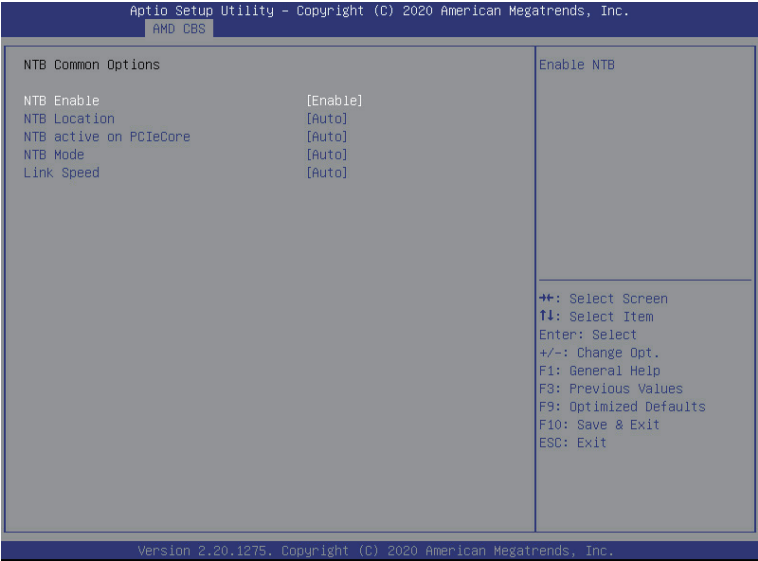 Aptio Setup Utility – Copyright (C) 2020 American Megatrends, Inc.
AMD CBS
NTB Common Options
NTB Enable [Enable]
NTB Location [Auto]
NTB active on PCIeCore [Auto]
NTB Mode [Auto]
Link Speed [Auto]
Enable NTB
→←: Select Screen
↑↓: Select Item
Enter: Select
+/-: Change Opt.
F1: General Help
F3: Previous Values
F9: Optimized Defaults
F10: Save & Exit
ESC: Exit
Version 2.20.1275. Copyright (C) 2020 American Megatrends, Inc.